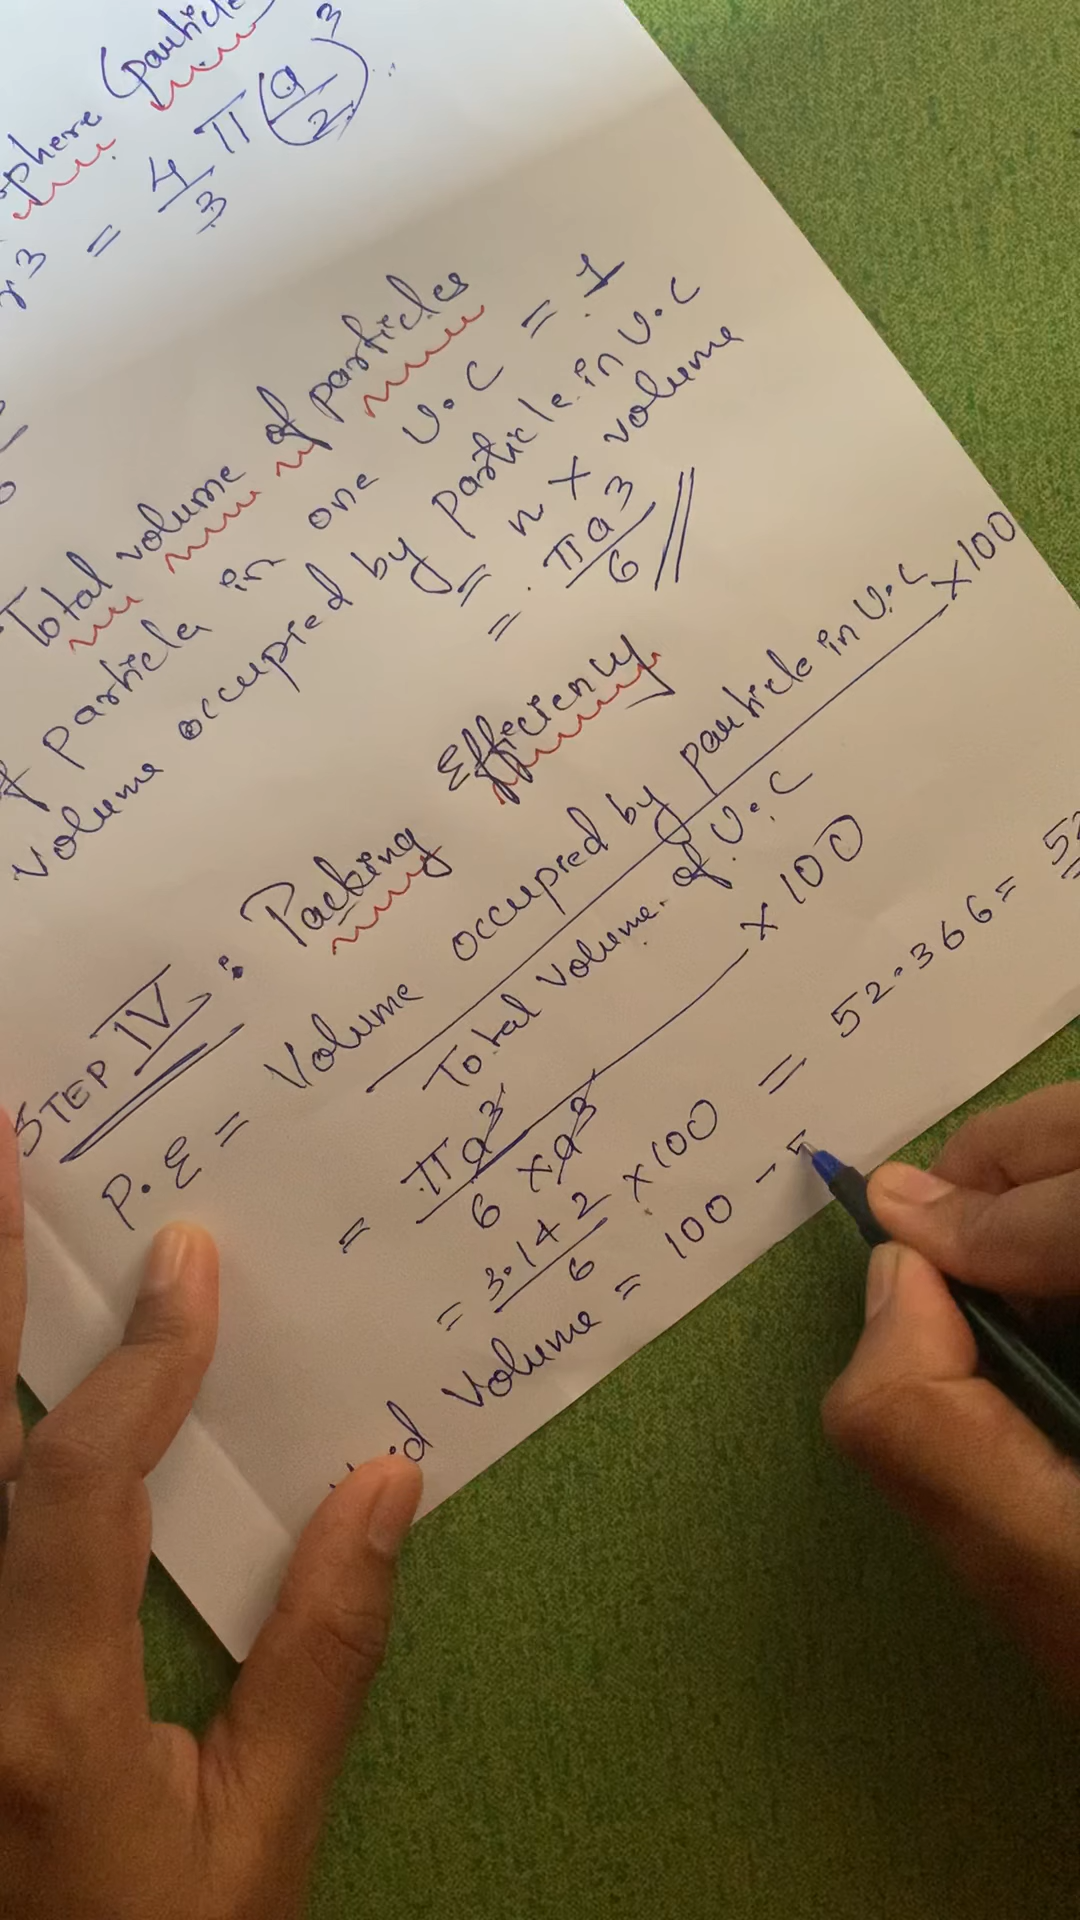 sphere (particle
r3 = 4/3 π (a/2)3
Total volume of particles
of particle in one U.C = 1
Volume occupied by particle in U.C
= n x volume
= πa3/6
STEP IV : Packing Efficiency
P.E = Volume occupied by particle in U.C x 100
Total volume of U.C
= πa3/6 x a3 x 100
= 3.142/6 x 100 = 52.366 = 52
Void Volume = 100 - 5